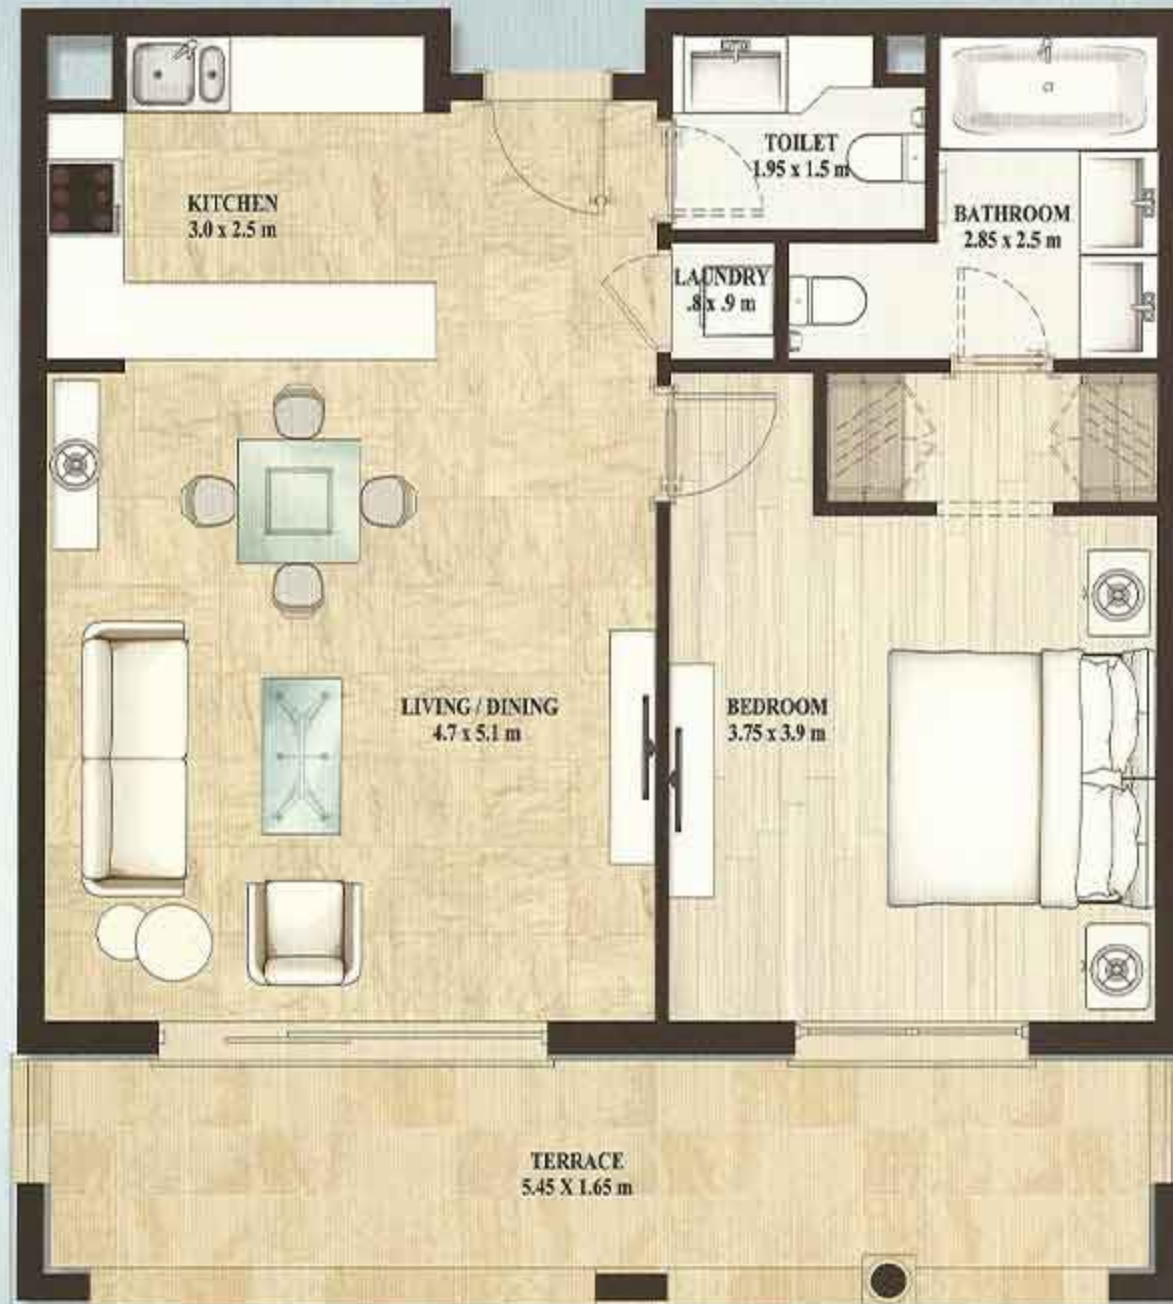 TOILET
1.95 x 1.5 m
KITCHEN
3.0 x 2.5 m
BATHROOM
2.85 x 2.5 m
LAUNDRY
.8 x .9 m
LIVING / DINING
4.7 x 5.1 m
BEDROOM
3.75 x 3.9 m
TERRACE
5.45 X 1.65 m